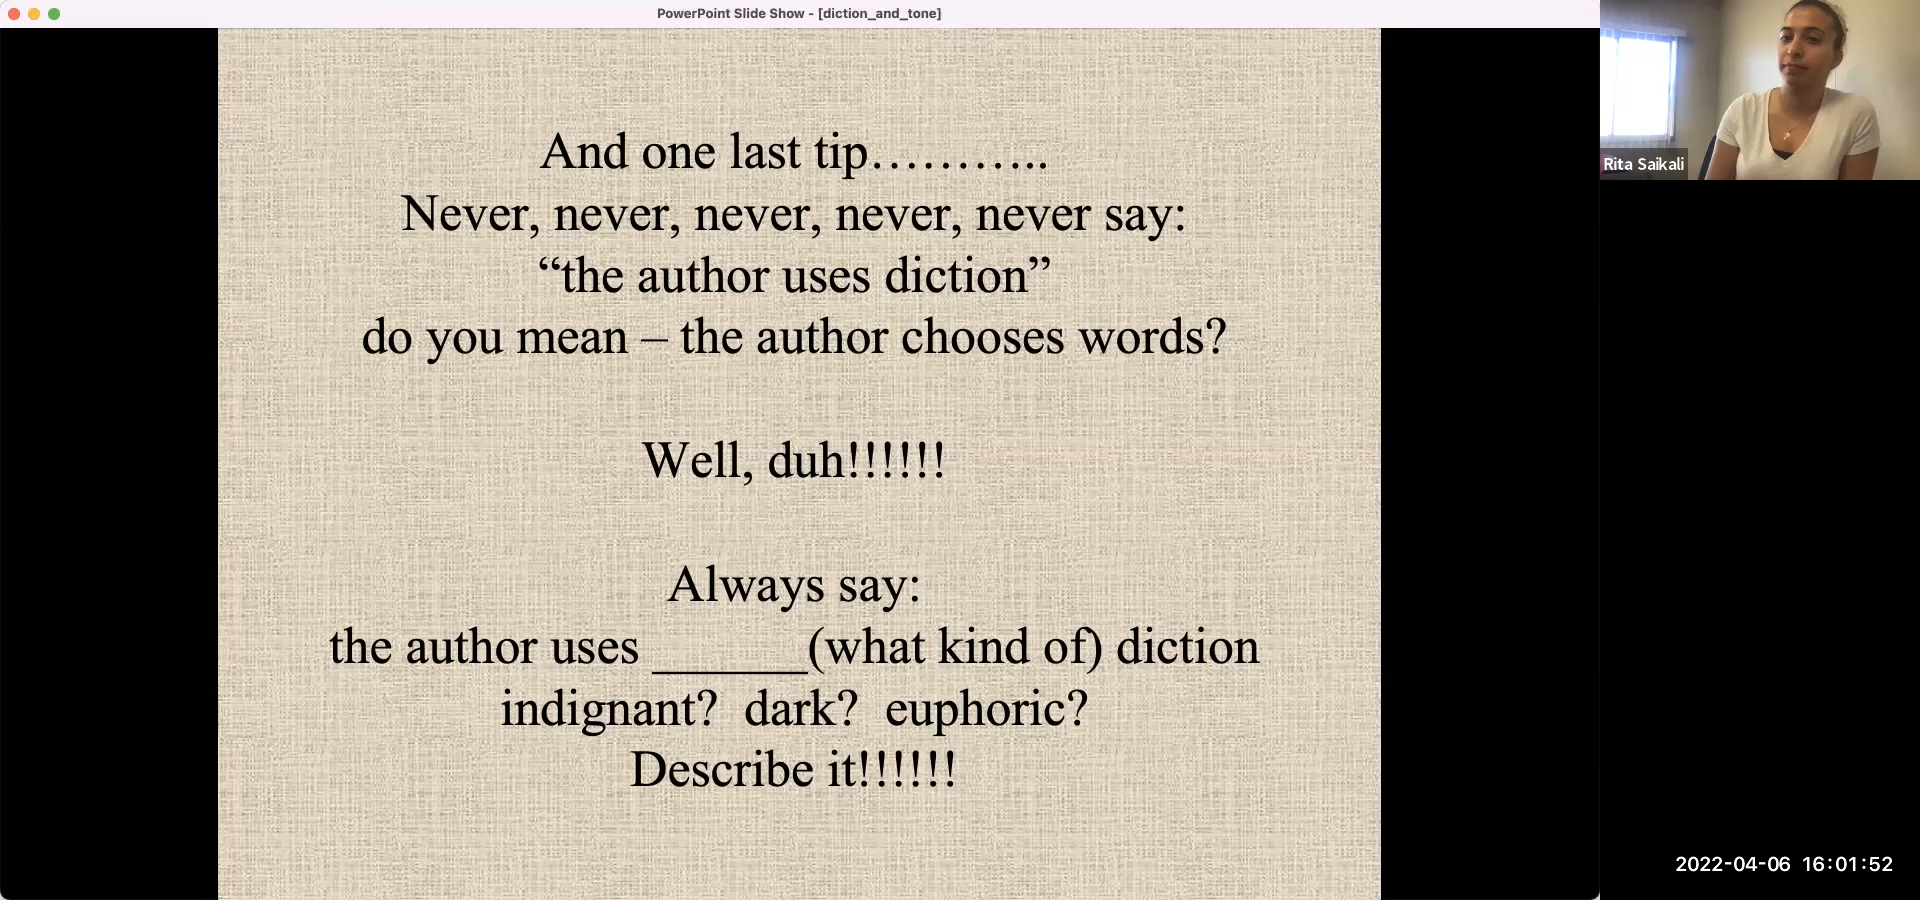 PowerPoint Slide Show - [diction_and_tone]
And one last tip………..
Never, never, never, never, never say:
“the author uses diction”
do you mean – the author chooses words?
Well, duh!!!!!!
Always say:
the author uses ______(what kind of) diction
indignant?  dark?  euphoric?
Describe it!!!!!!
Rita Saikali
2022-04-06 16:01:52